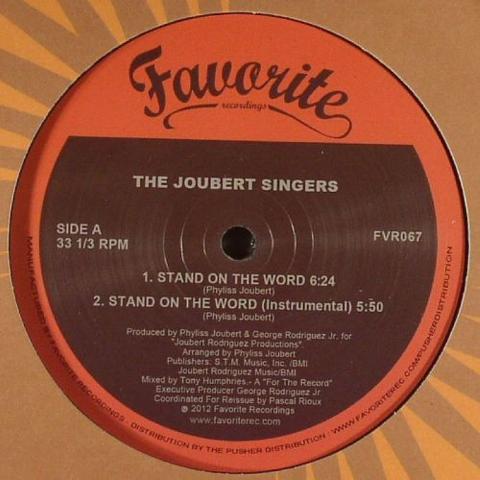 Favorite
recordings
THE JOUBERT SINGERS
SIDE A
33 1/3 RPM
FVR067
1. STAND ON THE WORD 6:24
(Phyliss Joubert)
2. STAND ON THE WORD (Instrumental) 5:50
(Phyliss Joubert)
Produced by Phyliss Joubert & George Rodriguez Jr. for
"Joubert Rodriguez Productions".
Arranged by Phyliss Joubert
Publishers: S.T.M. Music, Inc. /BMI
Joubert Rodriguez Music/BMI
Mixed by Tony Humphries.- A "For The Record"
Executive Producer George Rodriguez Jr
Coordinated For Reissue by Pascal Rioux
℗ 2012 Favorite Recordings
www.favoriterec.com
MANUFACTURED BY FAVORITE RECORDINGS - DISTRIBUTION BY THE PUSHER DISTRIBUTION - WWW.FAVORITEREC.COM/PUSHERDISTRIBUTION